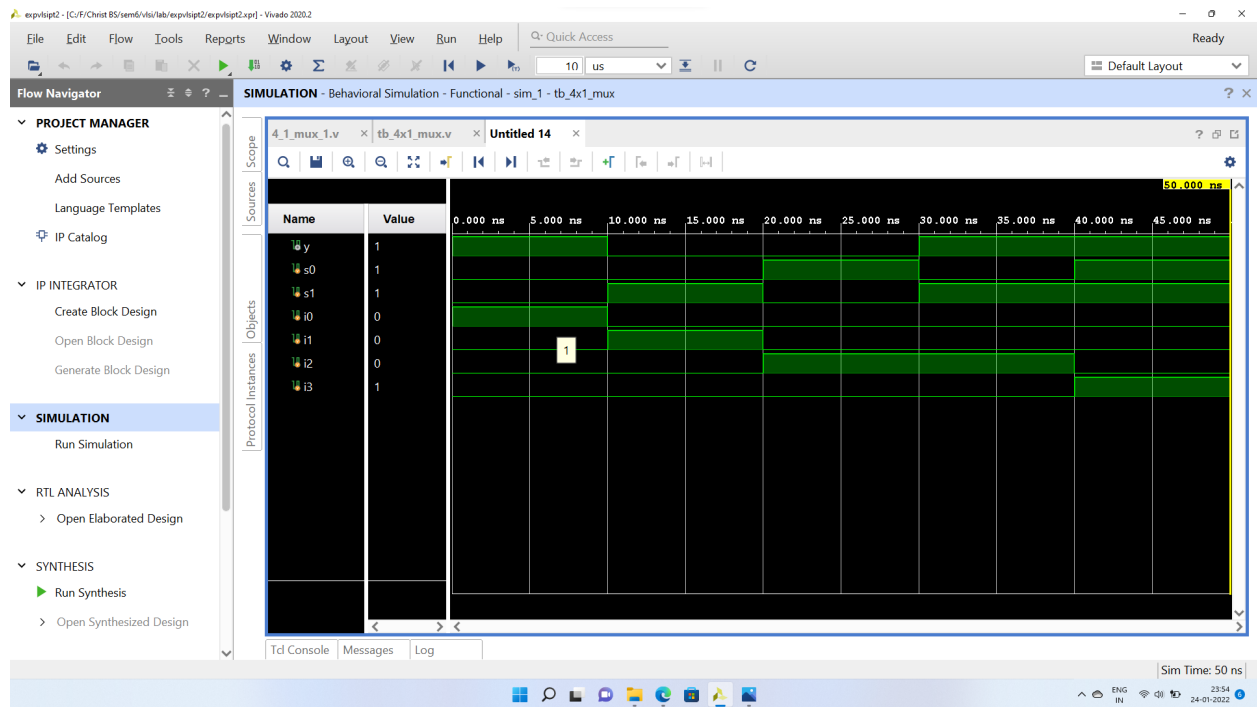 expvlsipt2 - [C:/F/Christ BS/sem6/vlsi/lab/expvlsipt2/expvlsipt2.xpr] - Vivado 2020.2
File Edit Flow Tools Reports Window Layout View Run Help Q- Quick Access Ready
10 us Default Layout
Flow Navigator ?
SIMULATION - Behavioral Simulation - Functional - sim_1 - tb_4x1_mux ?
PROJECT MANAGER
Settings
Add Sources
Language Templates
IP Catalog
IP INTEGRATOR
Create Block Design
Open Block Design
Generate Block Design
SIMULATION
Run Simulation
RTL ANALYSIS
Open Elaborated Design
SYNTHESIS
Run Synthesis
Open Synthesized Design
Scope
Sources
Objects
Protocol Instances
4_1_mux_1.v tb_4x1_mux.v Untitled 14 ?
50.000 ns
Name Value 0.000 ns 5.000 ns 10.000 ns 15.000 ns 20.000 ns 25.000 ns 30.000 ns 35.000 ns 40.000 ns 45.000 ns
y 1
s0 1
s1 1
i0 0
i1 0
1
i2 0
i3 1
Tcl Console Messages Log
Sim Time: 50 ns
ENG
IN
23:54
24-01-2022
6